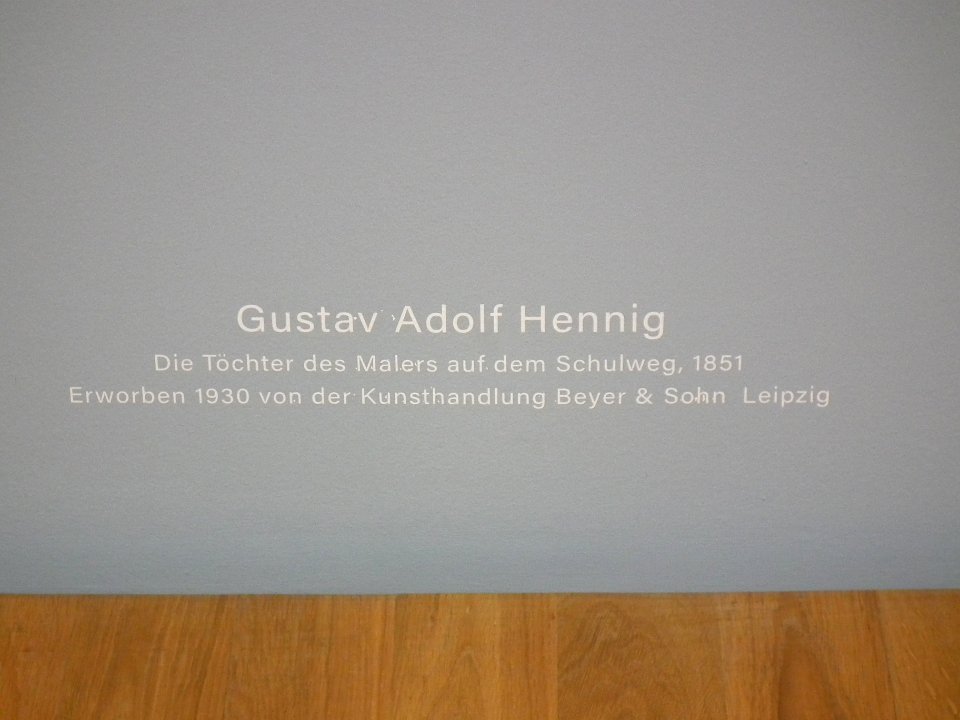 Gustav Adolf Hennig
Die Töchter des Malers auf dem Schulweg, 1851
Erworben 1930 von der Kunsthandlung Beyer & Sohn Leipzig